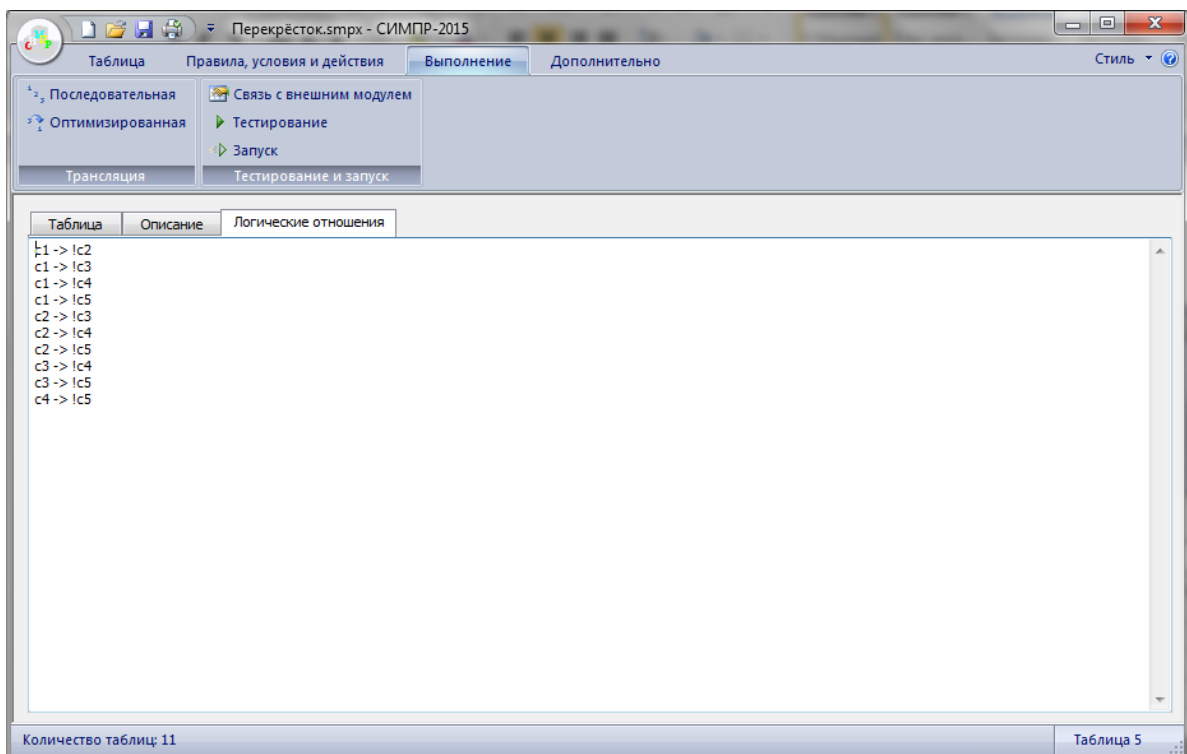 Перекрёсток.smpx - СИМПР-2015
Таблица Правила, условия и действия Выполнение Дополнительно Стиль
Последовательная Связь с внешним модулем
Оптимизированная Тестирование
Запуск
Трансляция Тестирование и запуск
Таблица Описание Логические отношения
c1 -> !c2
c1 -> !c3
c1 -> !c4
c1 -> !c5
c2 -> !c3
c2 -> !c4
c2 -> !c5
c3 -> !c4
c3 -> !c5
c4 -> !c5
Количество таблиц: 11 Таблица 5